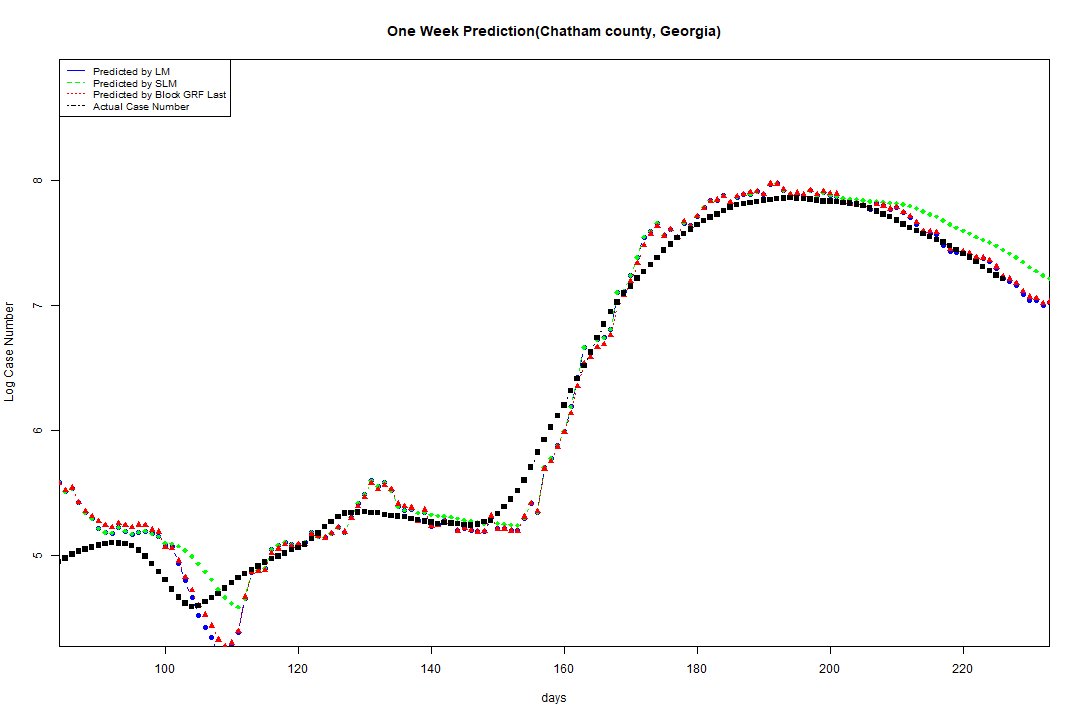 One Week Prediction(Chatham county, Georgia)
Predicted by LM
Predicted by SLM
Predicted by Block GRF Last
Actual Case Number
8
7
6
5
Log Case Number
100 120 140 160 180 200 220
days